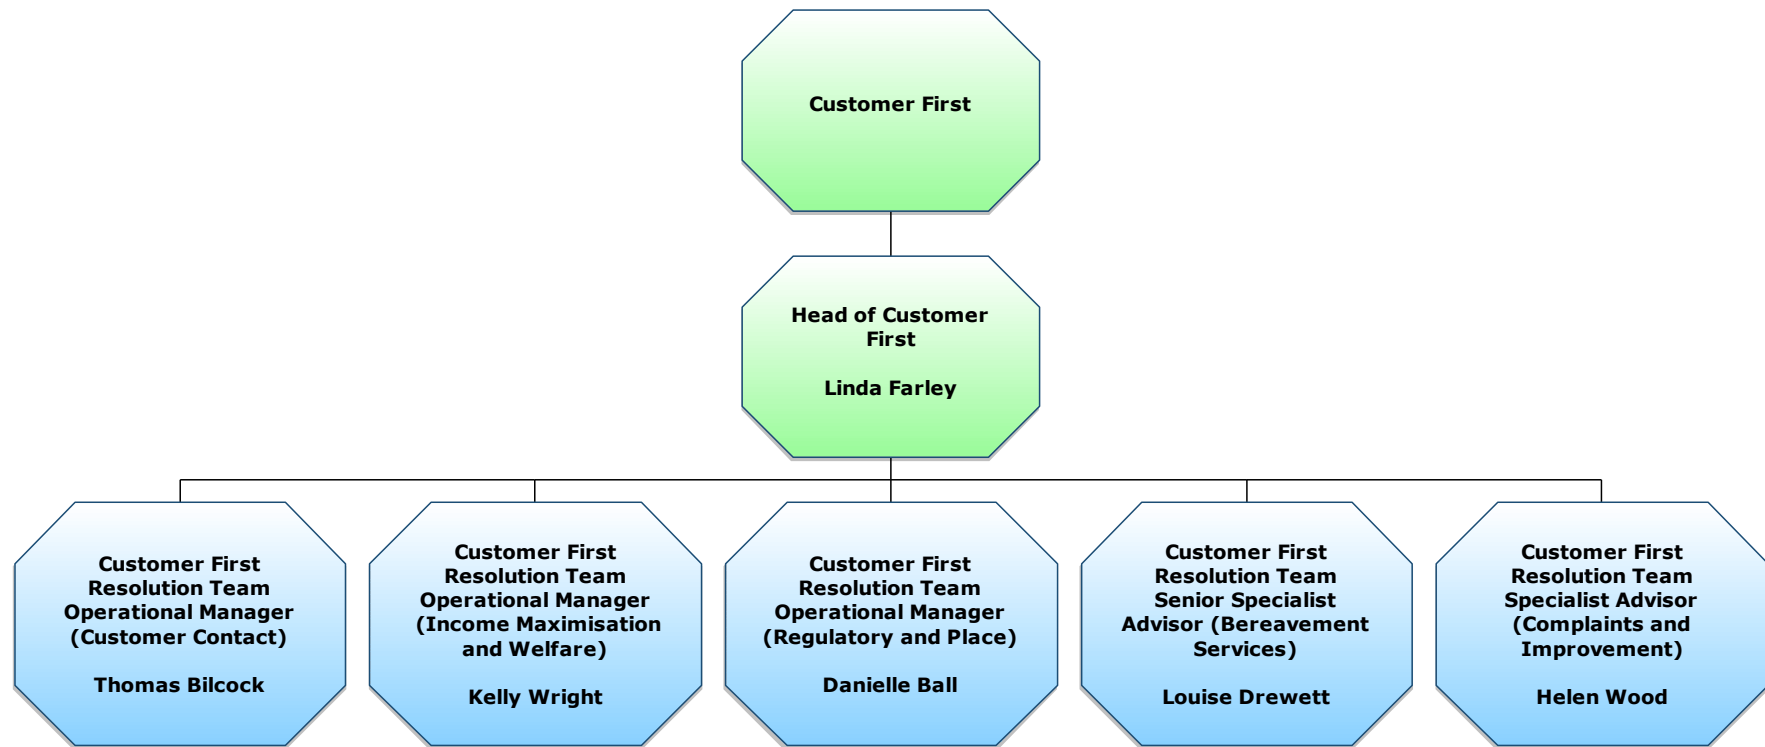 Customer First
Head of Customer
First
Linda Farley
Customer First
Resolution Team
Operational Manager
(Customer Contact)
Thomas Bilcock
Customer First
Resolution Team
Operational Manager
(Income Maximisation
and Welfare)
Kelly Wright
Customer First
Resolution Team
Operational Manager
(Regulatory and Place)
Danielle Ball
Customer First
Resolution Team
Senior Specialist
Advisor (Bereavement
Services)
Louise Drewett
Customer First
Resolution Team
Specialist Advisor
(Complaints and
Improvement)
Helen Wood